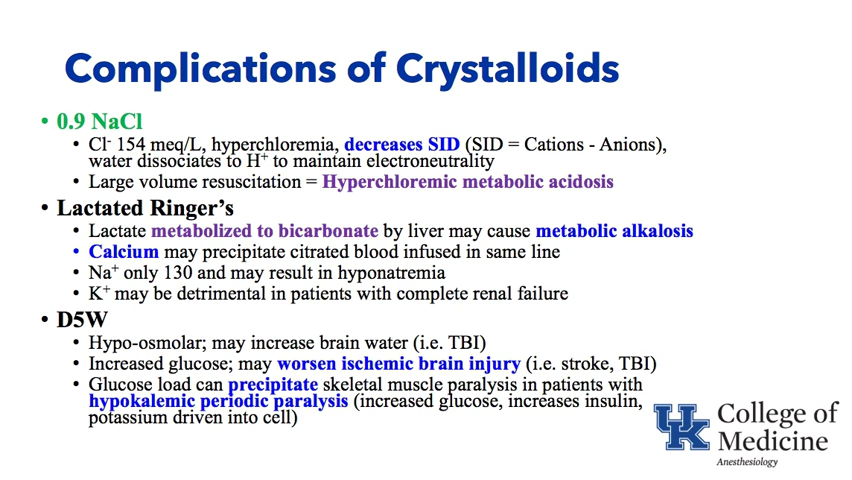 Complications of Crystalloids
• 0.9 NaCl
• Cl⁻ 154 meq/L, hyperchloremia, decreases SID (SID = Cations - Anions),
water dissociates to H⁺ to maintain electroneutrality
• Large volume resuscitation = Hyperchloremic metabolic acidosis
• Lactated Ringer's
• Lactate metabolized to bicarbonate by liver may cause metabolic alkalosis
• Calcium may precipitate citrated blood infused in same line
• Na⁺ only 130 and may result in hyponatremia
• K⁺ may be detrimental in patients with complete renal failure
• D5W
• Hypo-osmolar; may increase brain water (i.e. TBI)
• Increased glucose; may worsen ischemic brain injury (i.e. stroke, TBI)
• Glucose load can precipitate skeletal muscle paralysis in patients with
hypokalemic periodic paralysis (increased glucose, increases insulin,
potassium driven into cell)
UK
College of
Medicine
Anesthesiology